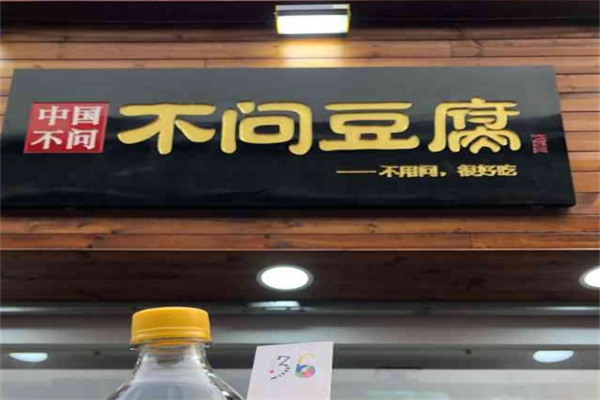 中国
不问
不问豆腐
——不用问，很好吃
36